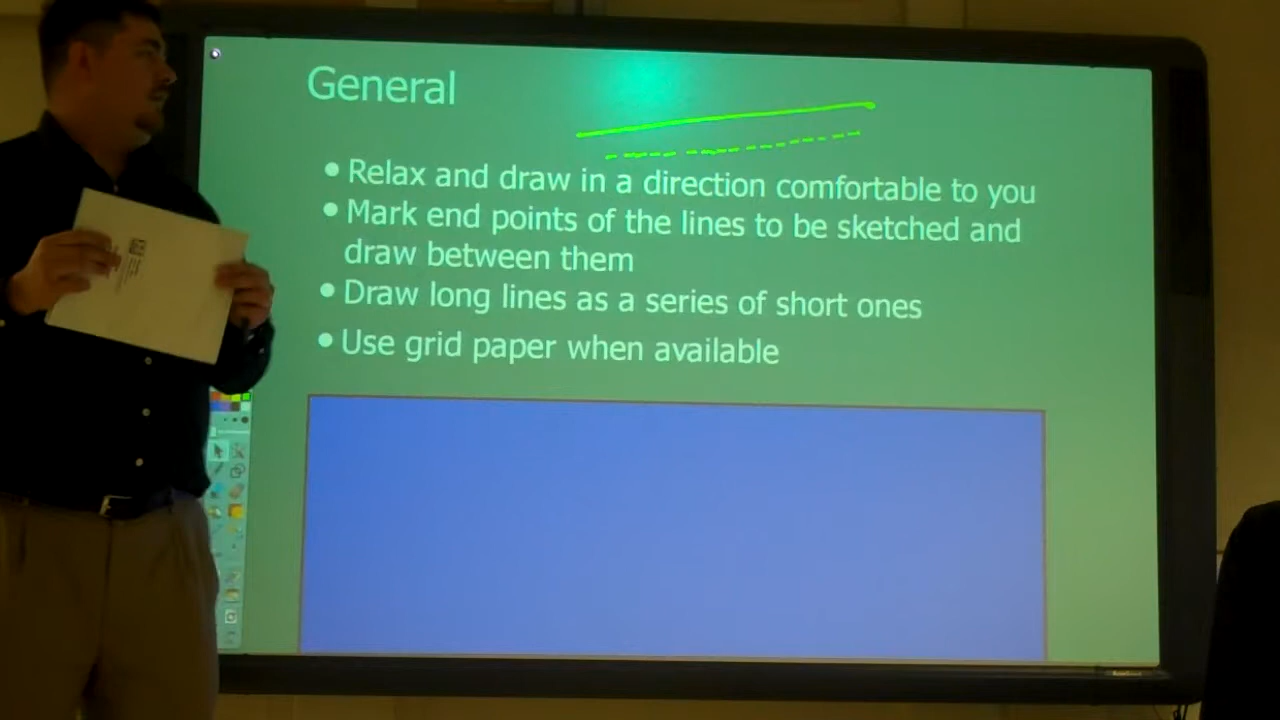 General
• Relax and draw in a direction comfortable to you
• Mark end points of the lines to be sketched and
draw between them
• Draw long lines as a series of short ones
• Use grid paper when available